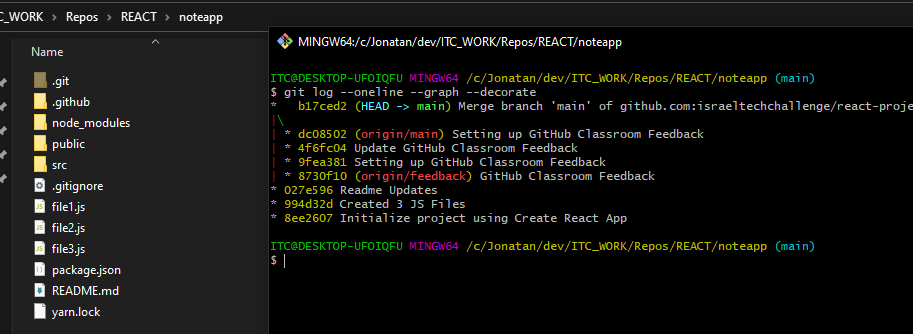 TC_WORK > Repos > REACT > noteapp
Name
.git
.github
node_modules
public
src
.gitignore
file1.js
file2.js
file3.js
package.json
README.md
yarn.lock
MINGW64:/c/Jonatan/dev/ITC_WORK/Repos/REACT/noteapp
ITC@DESKTOP-UFOIQFU MINGW64 /c/Jonatan/dev/ITC_WORK/Repos/REACT/noteapp (main)
$ git log --oneline --graph --decorate
*   b17ced2 (HEAD -> main) Merge branch 'main' of github.com:israeltechchallenge/react-proje
|\
| * dc08502 (origin/main) Setting up GitHub Classroom Feedback
| * 4f6fc04 Update GitHub Classroom Feedback
| * 9fea381 Setting up GitHub Classroom Feedback
| * 8730f10 (origin/feedback) GitHub Classroom Feedback
* 027e596 Readme Updates
* 994d32d Created 3 JS Files
* 8ee2607 Initialize project using Create React App
ITC@DESKTOP-UFOIQFU MINGW64 /c/Jonatan/dev/ITC_WORK/Repos/REACT/noteapp (main)
$